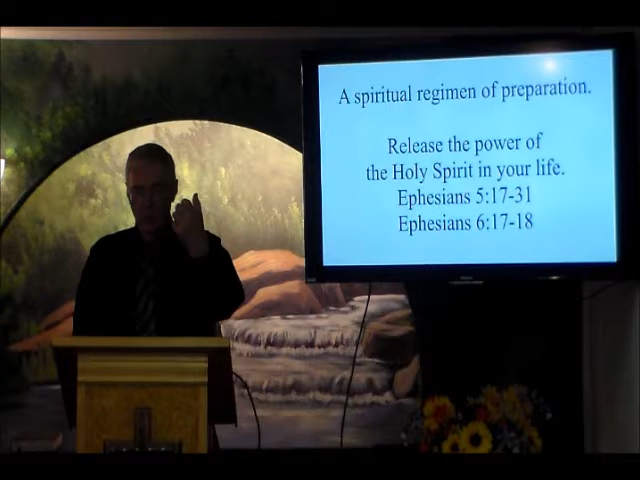 A spiritual regimen of preparation.
Release the power of
the Holy Spirit in your life.
Ephesians 5:17-31
Ephesians 6:17-18